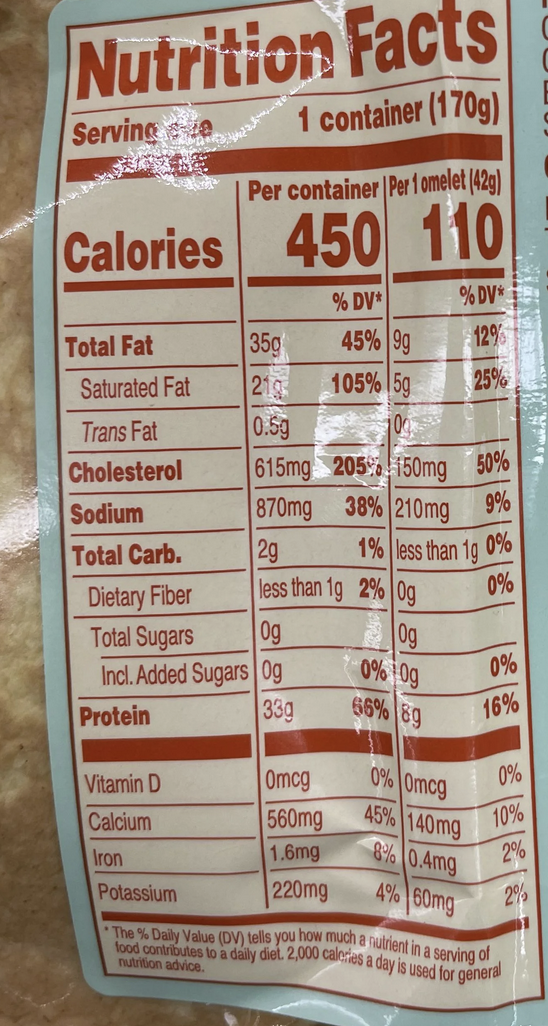 Nutrition Facts
Serving size 1 container (170g)
Per container Per 1 omelet (42g)
Calories 450 110
% DV* % DV*
Total Fat 35g 45% 9g 12%
Saturated Fat 21g 105% 5g 25%
Trans Fat 0.5g 0g
Cholesterol 615mg 205% 150mg 50%
Sodium 870mg 38% 210mg 9%
Total Carb. 2g 1% less than 1g 0%
Dietary Fiber less than 1g 2% 0g 0%
Total Sugars 0g 0g
Incl. Added Sugars 0g 0% 0g 0%
Protein 33g 66% 8g 16%
Vitamin D 0mcg 0% 0mcg 0%
Calcium 560mg 45% 140mg 10%
Iron 1.6mg 8% 0.4mg 2%
Potassium 220mg 4% 60mg 2%
* The % Daily Value (DV) tells you how much a nutrient in a serving of
food contributes to a daily diet. 2,000 calories a day is used for general
nutrition advice.